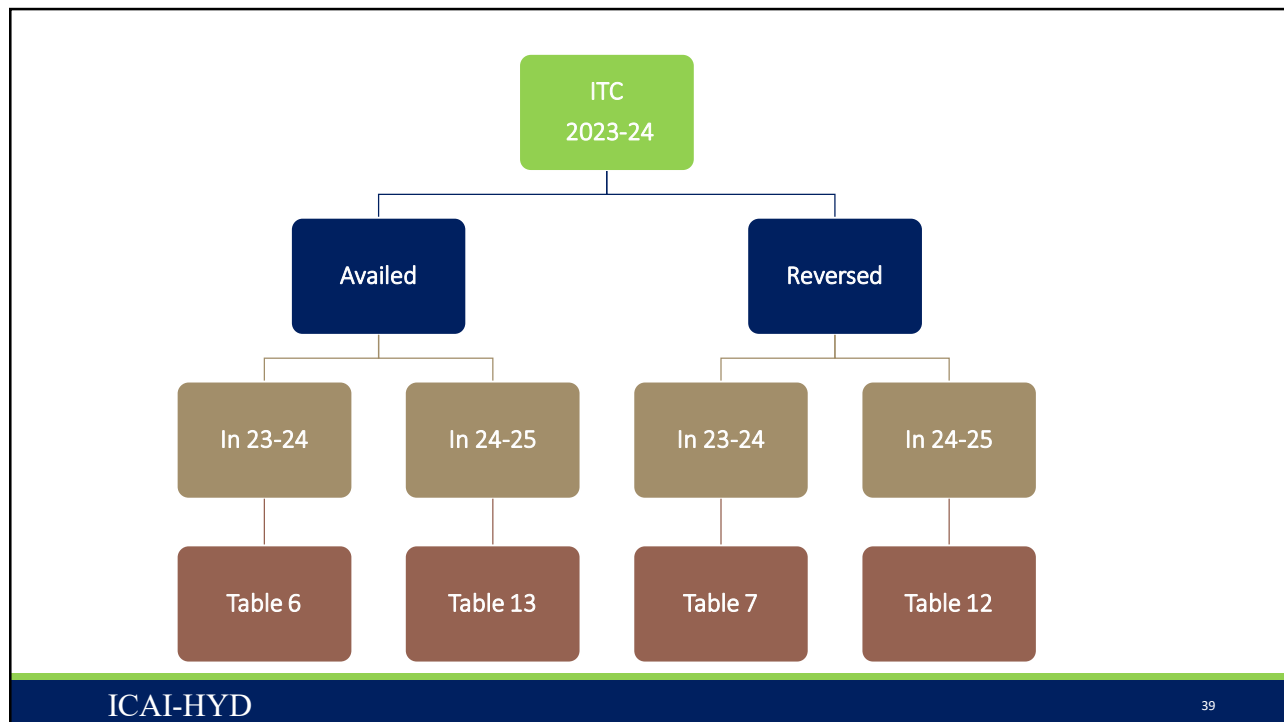 ITC
2023-24
Availed
Reversed
In 23-24
In 24-25
In 23-24
In 24-25
Table 6
Table 13
Table 7
Table 12
ICAI-HYD
39